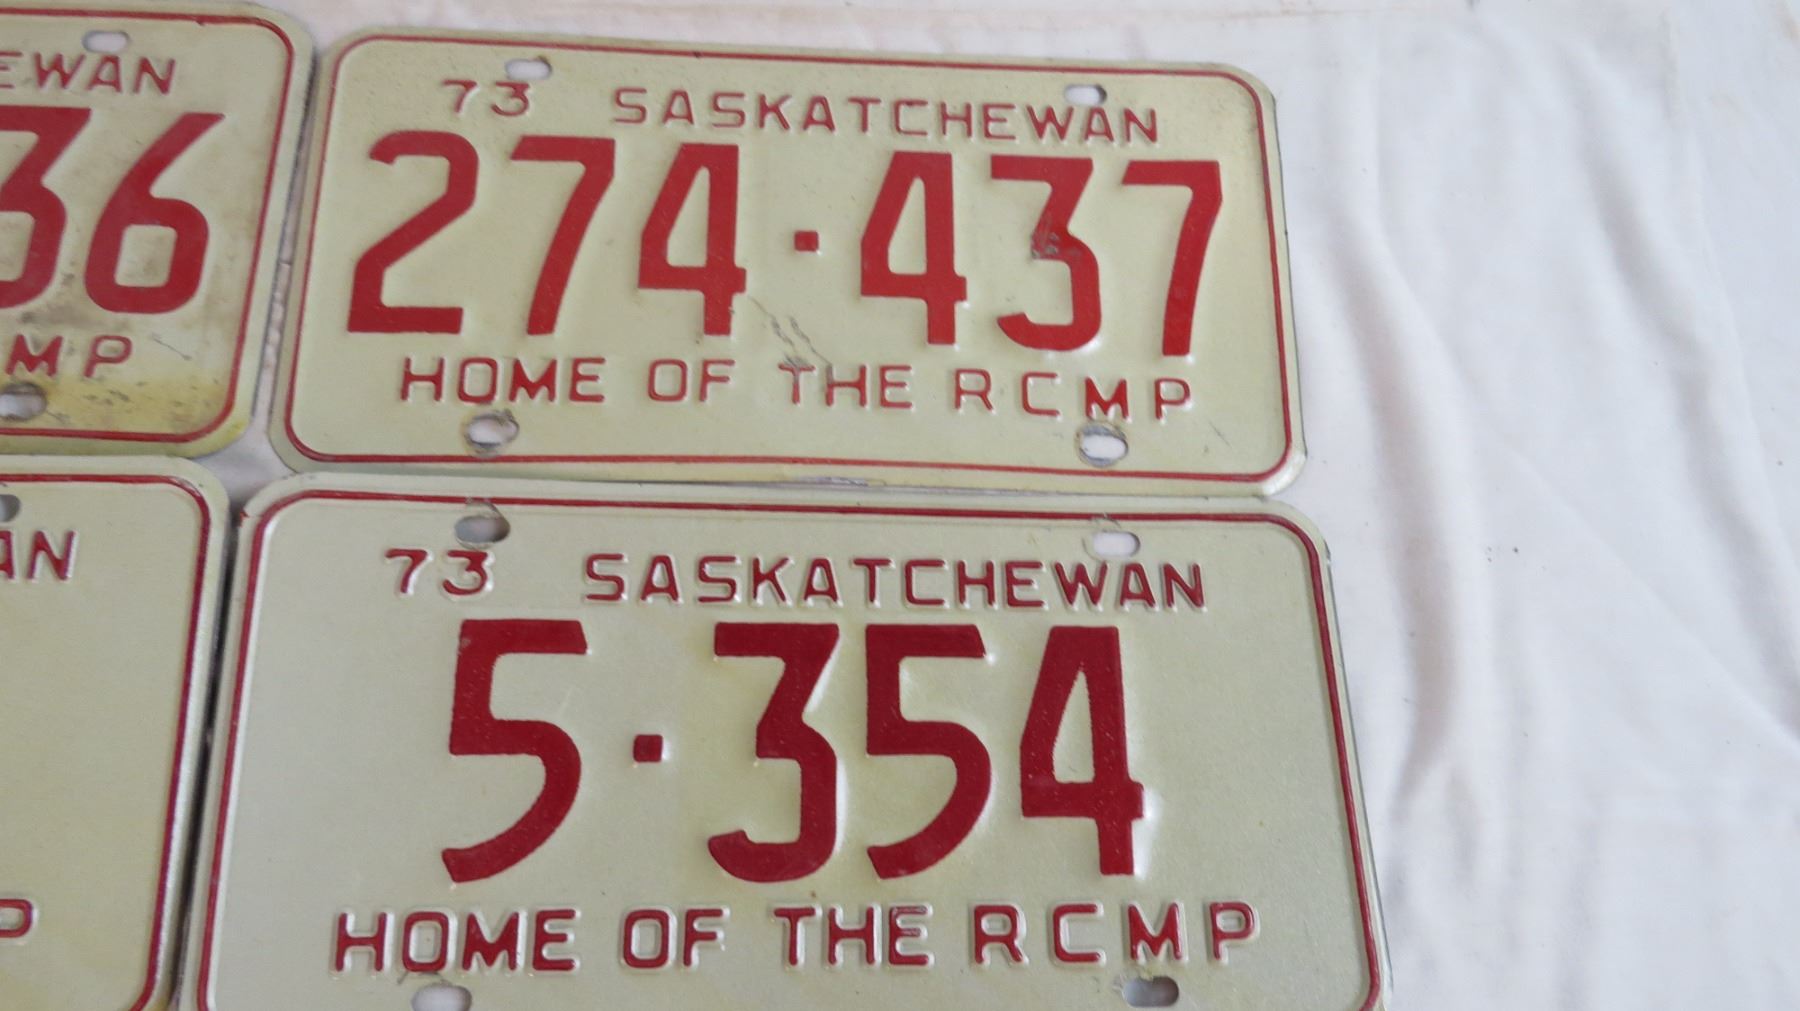 EWAN
36
MP
73 SASKATCHEWAN
274·437
HOME OF THE RCMP
AN
P
73 SASKATCHEWAN
5·354
HOME OF THE RCMP